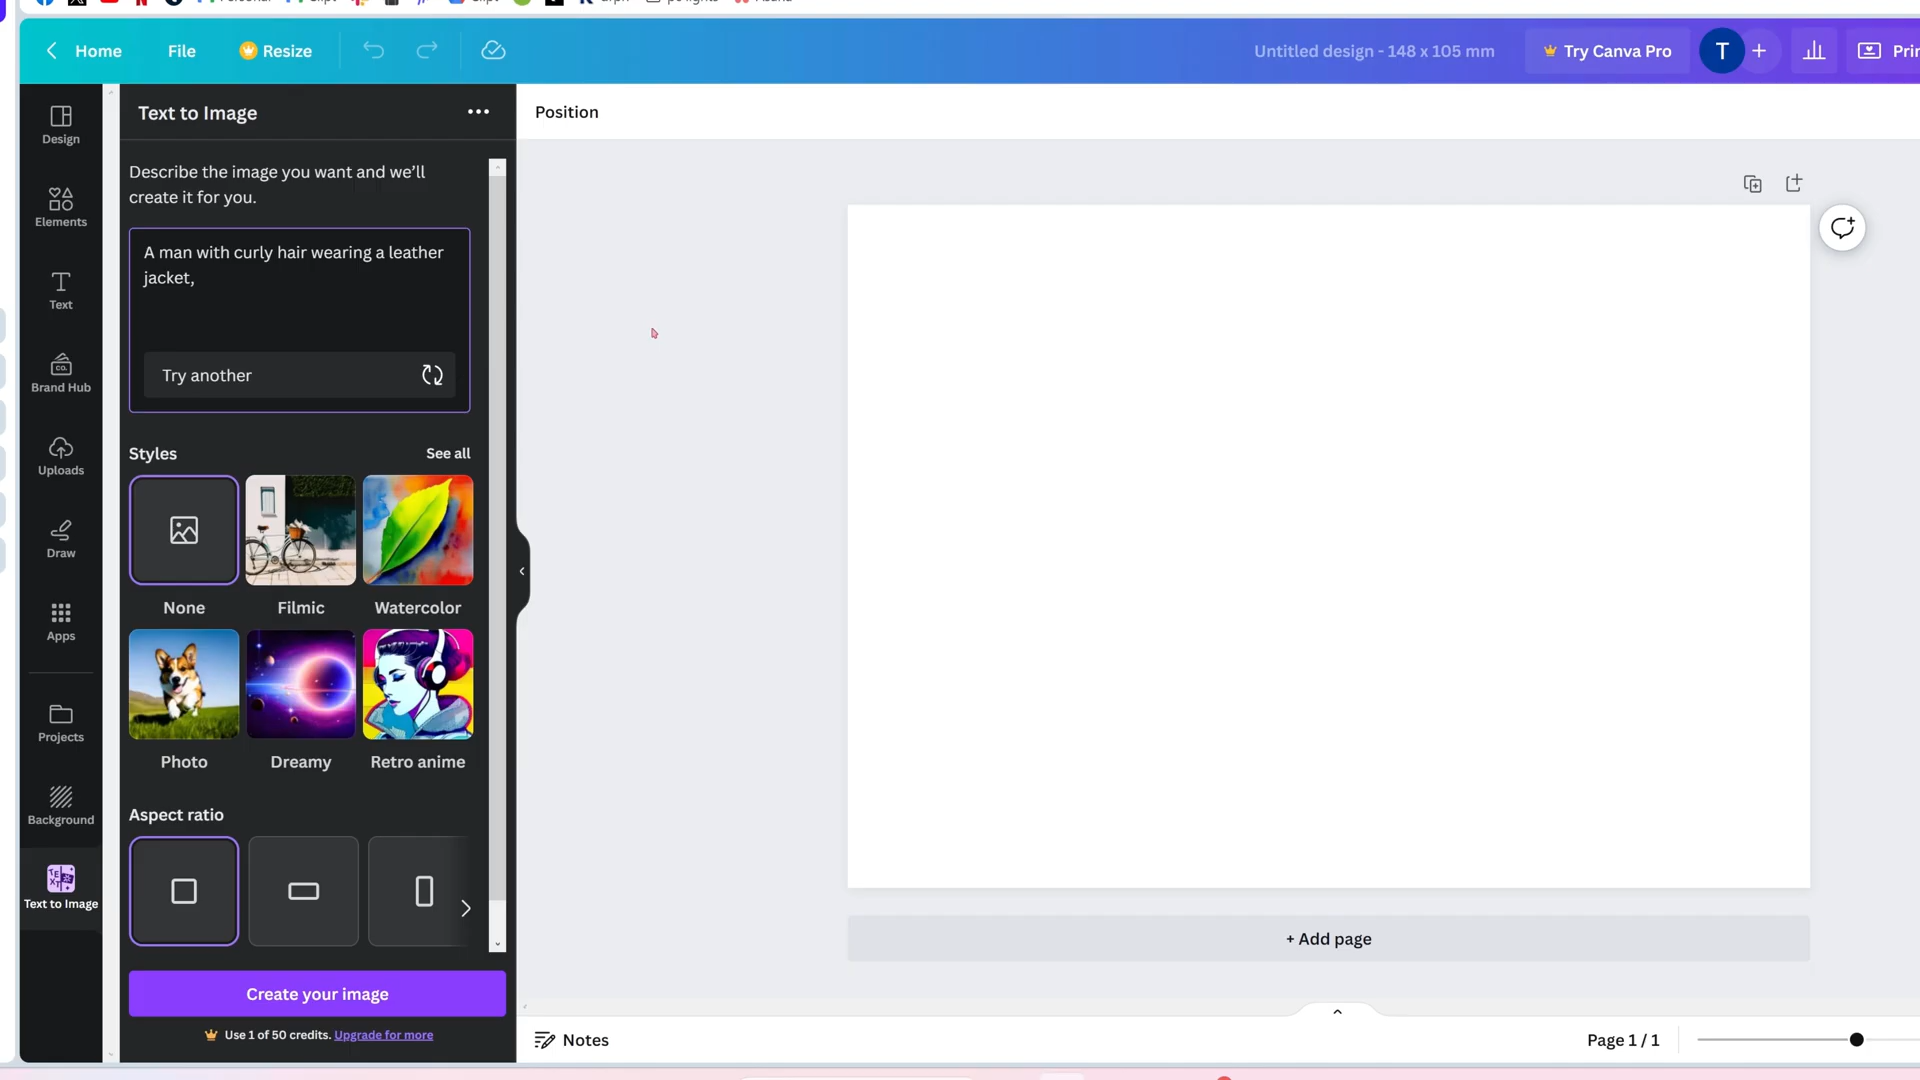 Home
File
Resize
Untitled design - 148 x 105 mm
Try Canva Pro
T
Text to Image
Position
Design
Elements
Text
Brand Hub
Uploads
Draw
Apps
Projects
Background
Text to Image
Describe the image you want and we'll
create it for you.
A man with curly hair wearing a leather
jacket,
Try another
Styles
See all
None
Filmic
Watercolor
Photo
Dreamy
Retro anime
Aspect ratio
Create your image
Use 1 of 50 credits. Upgrade for more
+ Add page
Notes
Page 1 / 1